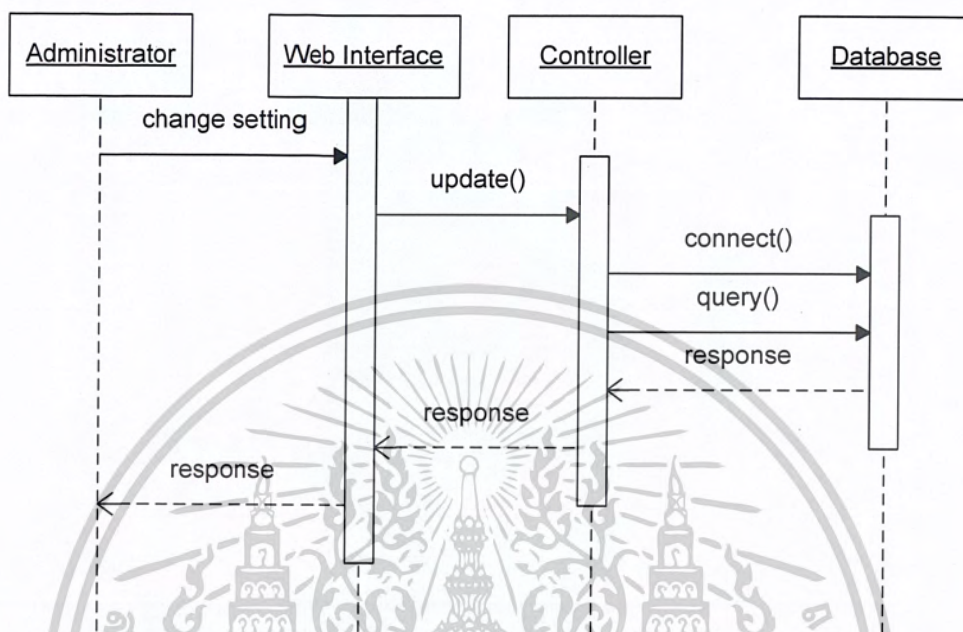 Administrator
Web Interface
Controller
Database
change setting
update()
connect()
query()
response
response
response